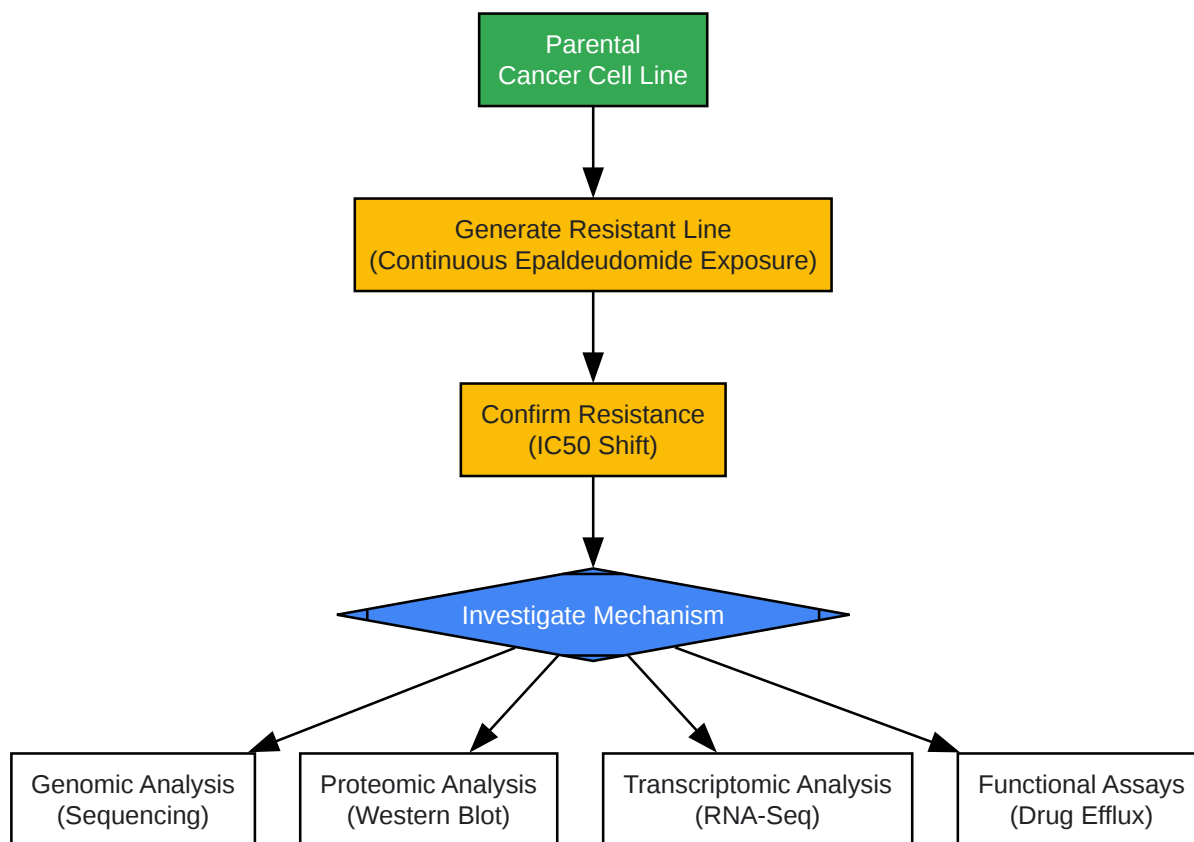 Parental
Cancer Cell Line
Generate Resistant Line
(Continuous Epaldeudomide Exposure)
Confirm Resistance
(IC50 Shift)
Investigate Mechanism
Genomic Analysis
(Sequencing)
Proteomic Analysis
(Western Blot)
Transcriptomic Analysis
(RNA-Seq)
Functional Assays
(Drug Efflux)